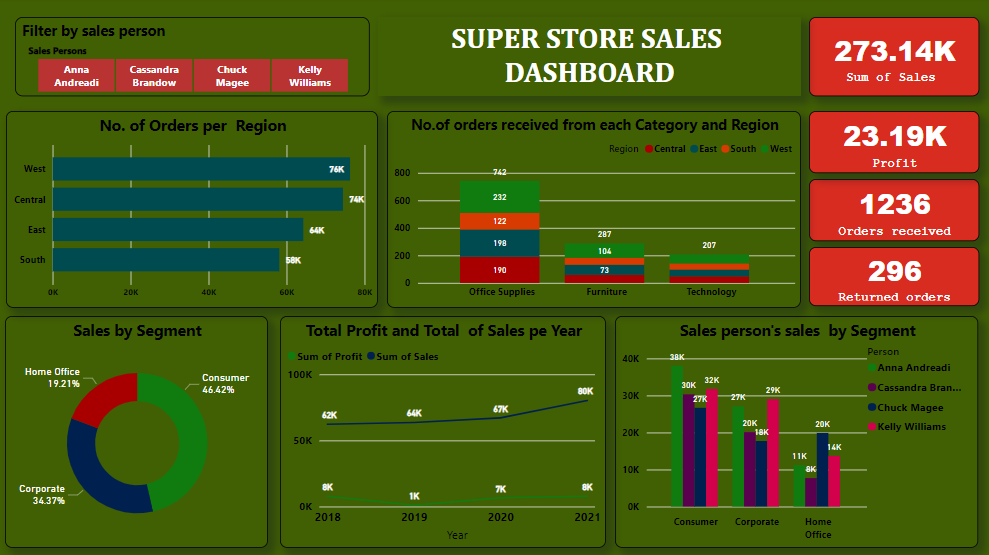 Filter by sales person
Sales Persons
Anna Andreadi
Cassandra Brandow
Chuck Magee
Kelly Williams
SUPER STORE SALES
DASHBOARD
273.14K
Sum of Sales
23.19K
Profit
1236
Orders received
296
Returned orders
No. of Orders per Region
West
76K
Central
74K
East
64K
South
58K
0K 20K 40K 60K 80K
No.of orders received from each Category and Region
Region Central East South West
800
600
400
200
0
742
232
122
198
190
287
104
73
207
Office Supplies Furniture Technology
Sales by Segment
Home Office
19.21%
Consumer
46.42%
Corporate
34.37%
Total Profit and Total of Sales pe Year
Sum of Profit Sum of Sales
100K
50K
0K
62K 64K 67K 80K
8K 1K 7K 8K
2018 2019 2020 2021
Year
Sales person's sales by Segment
Person
Anna Andreadi
Cassandra Bran...
Chuck Magee
Kelly Williams
40K
30K
20K
10K
0K
38K 30K 27K 32K
27K 20K 18K 29K
11K 8K 20K 14K
Consumer Corporate Home
Office